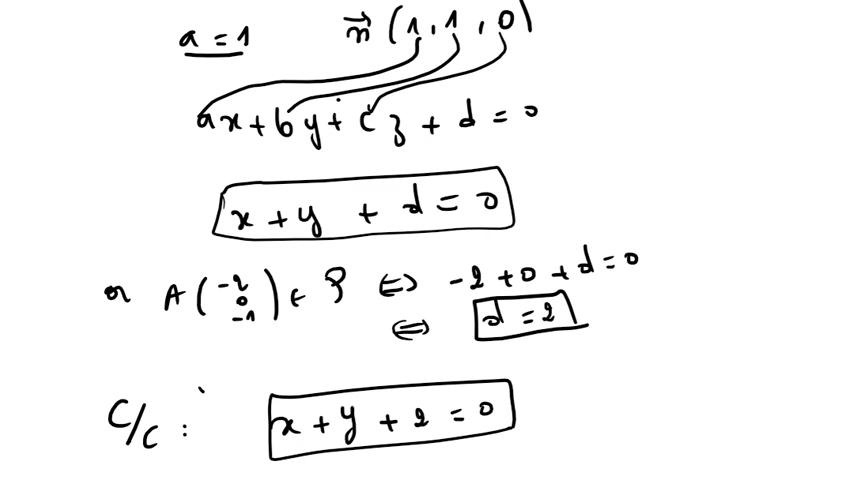 a = 1 n⃗ (1, 1, 0)
ax + by + cz + d = 0
x + y + d = 0
or A (-2 0 -1) ∈ P ⟺ -2 + 0 + d = 0
⟺ d = 2
C/C : x + y + 2 = 0